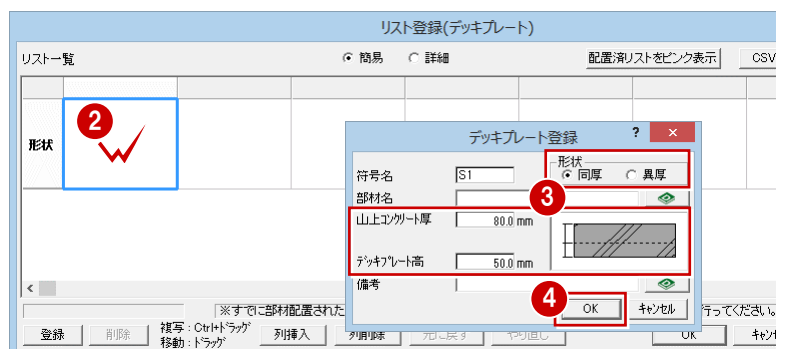 リスト登録(デッキプレート)
リスト一覧 簡易 詳細 配置済リストをピンク表示 CSV
2
形状
デッキプレート登録 ? ×
符号名 S1 形状 同厚 異厚
3
部材名
山上コンクリート厚 80.0 mm
デッキプレート高 50.0 mm
備考
4
OK キャンセル
※すでに部材配置された 行ってください。
登録 削除 複写:Ctrl+ドラッグ 列挿入 列削除 元に戻す やり直し OK
移動:ドラッグ